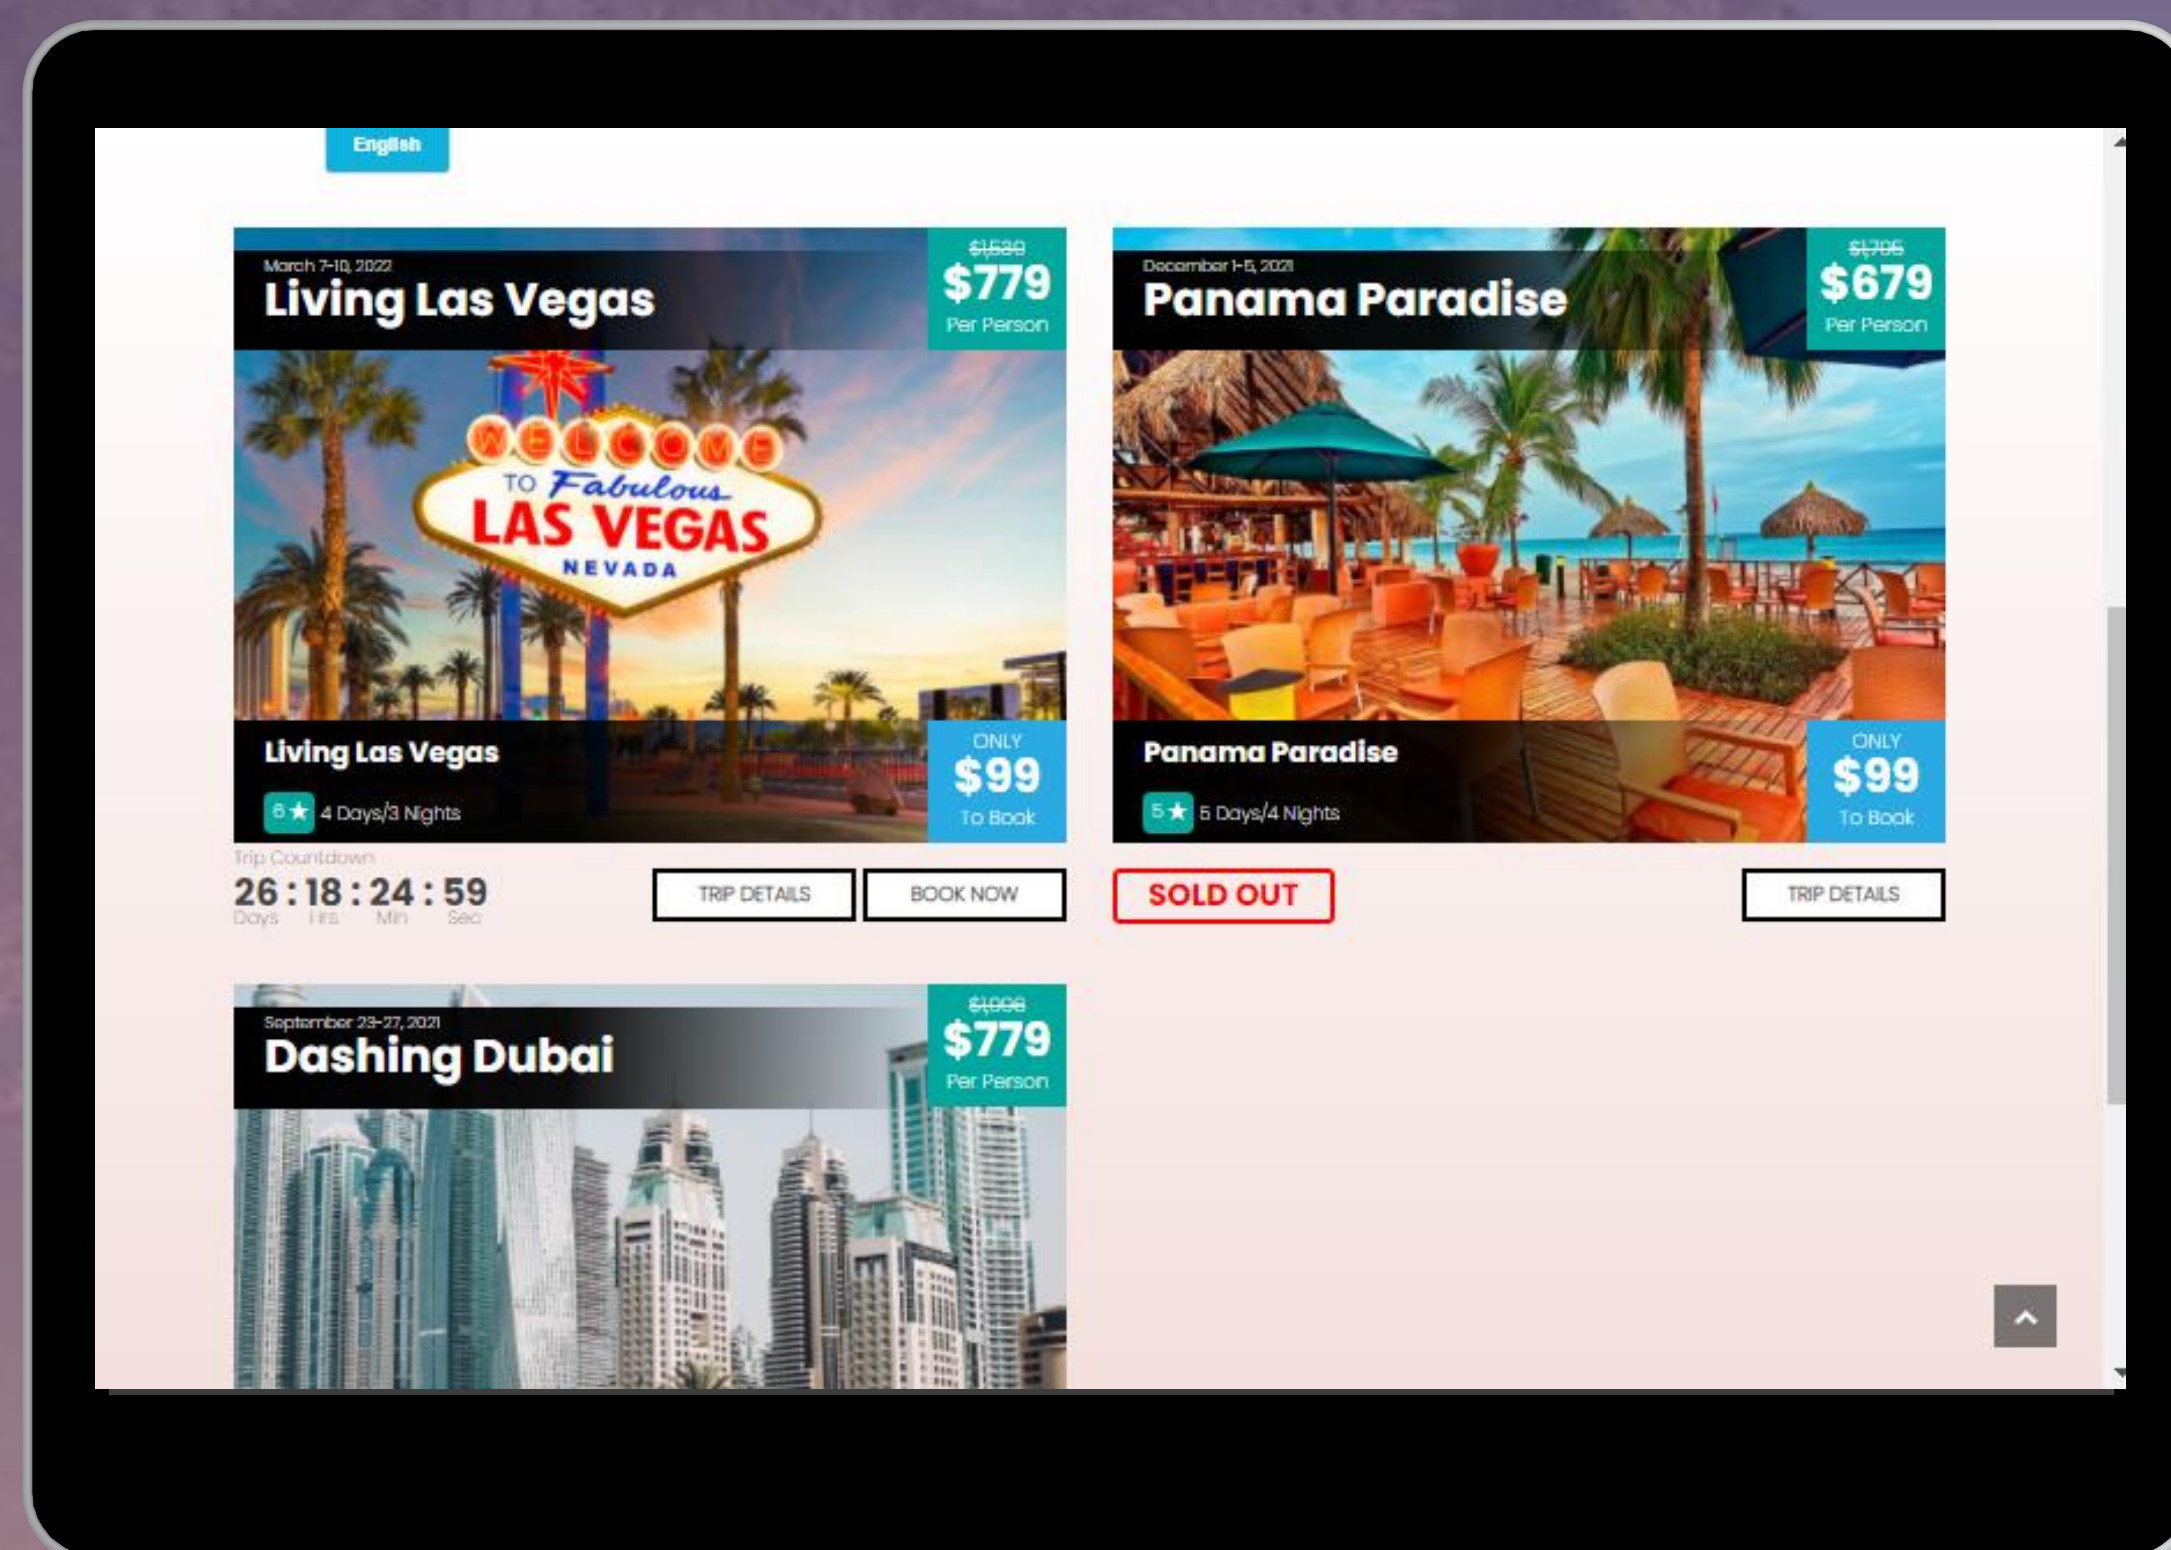 English
March 7-10, 2022
Living Las Vegas
$1,530
$779
Per Person
WELCOME
TO Fabulous
LAS VEGAS
NEVADA
Living Las Vegas
4 Days/3 Nights
ONLY
$99
To Book
Trip Countdown
26 : 18 : 24 : 59
Days Hrs Min Sec
TRIP DETAILS
BOOK NOW
December 1-5, 2021
Panama Paradise
$1,795
$679
Per Person
Panama Paradise
5★ 5 Days/4 Nights
ONLY
$99
To Book
SOLD OUT
TRIP DETAILS
September 23-27, 2021
Dashing Dubai
$779
Per Person